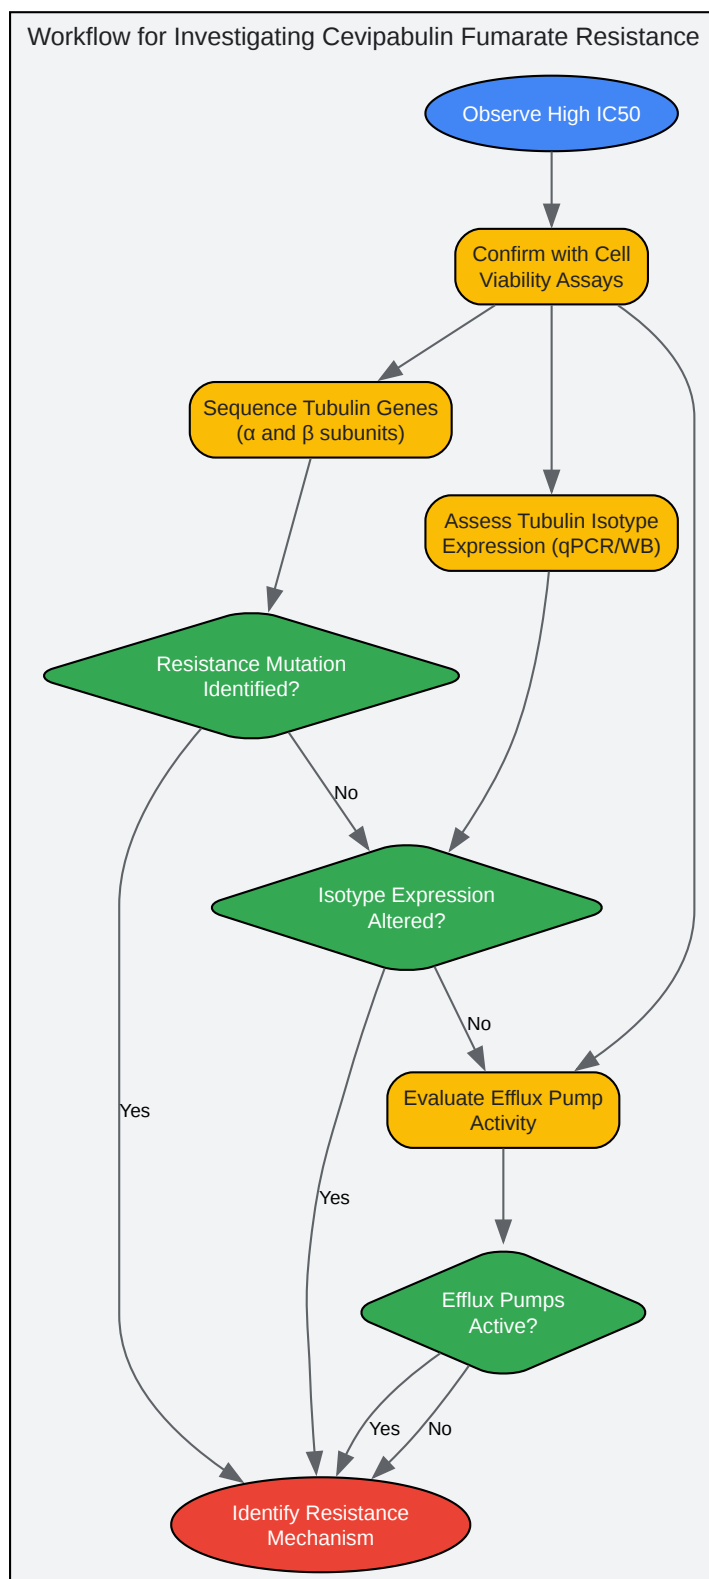 Workflow for Investigating Cevipabulin Fumarate Resistance
Observe High IC50
Confirm with Cell
Viability Assays
Sequence Tubulin Genes
(α and β subunits)
Assess Tubulin Isotype
Expression (qPCR/WB)
Resistance Mutation
Identified?
No
Isotype Expression
Altered?
No
Evaluate Efflux Pump
Activity
Yes
Yes
Efflux Pumps
Active?
Yes
No
Identify Resistance
Mechanism